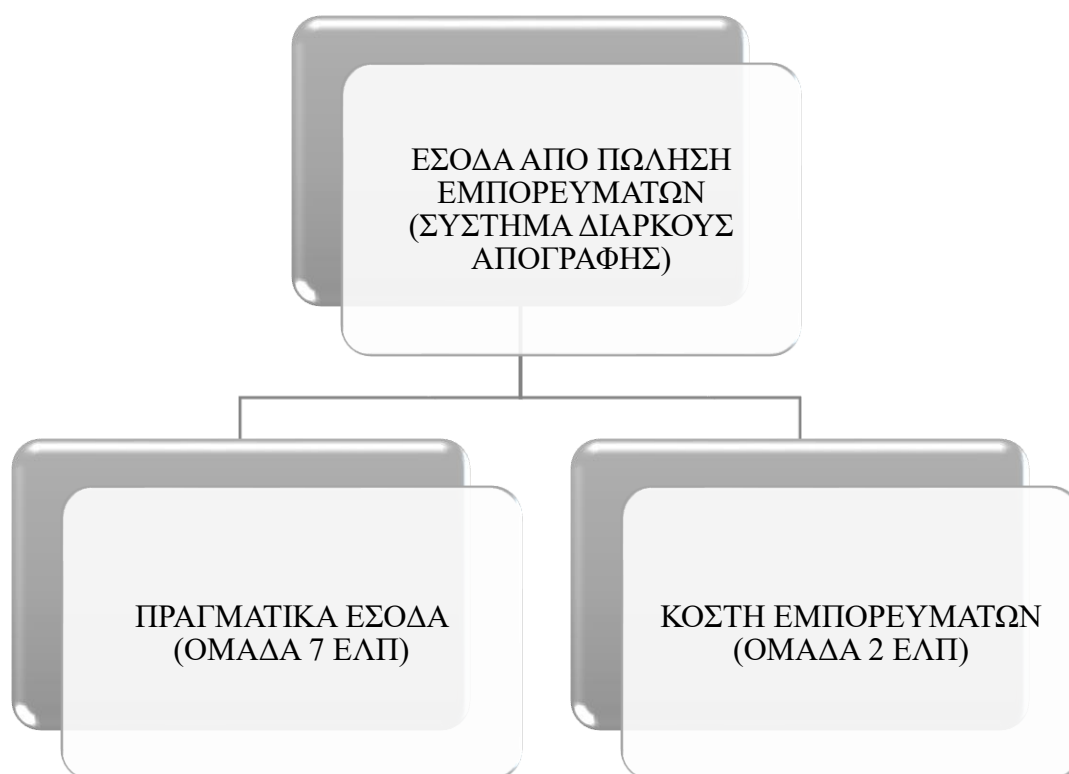 ΕΣΟΔΑ ΑΠΟ ΠΩΛΗΣΗ
ΕΜΠΟΡΕΥΜΑΤΩΝ
(ΣΥΣΤΗΜΑ ΔΙΑΡΚΟΥΣ
ΑΠΟΓΡΑΦΗΣ)
ΠΡΑΓΜΑΤΙΚΑ ΕΣΟΔΑ
(ΟΜΑΔΑ 7 ΕΛΠ)
ΚΟΣΤΗ ΕΜΠΟΡΕΥΜΑΤΩΝ
(ΟΜΑΔΑ 2 ΕΛΠ)